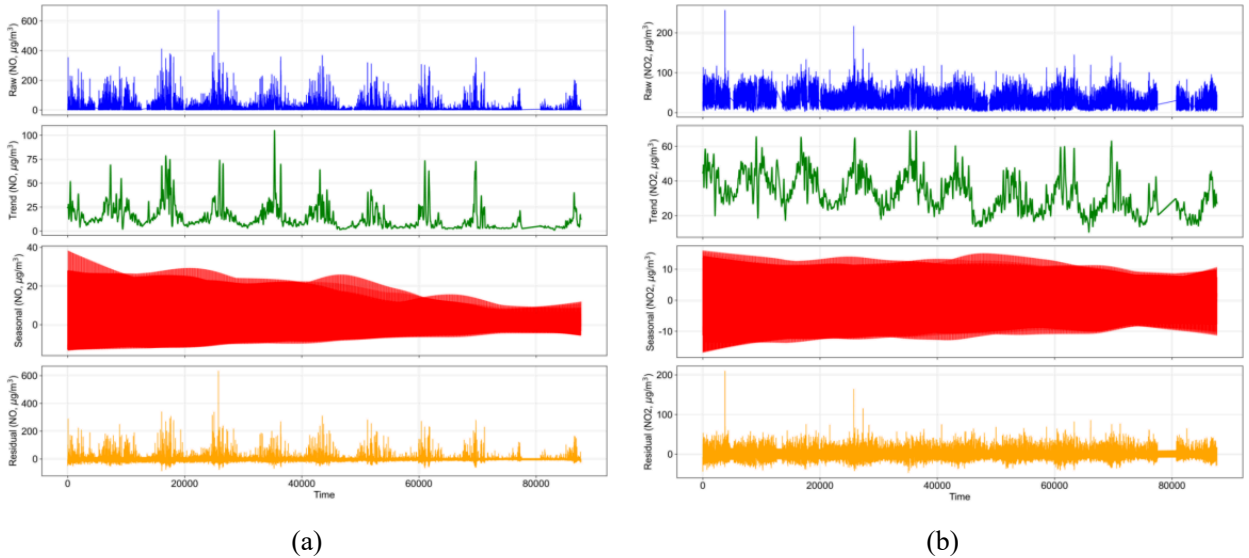 Raw (NO, μg/m³)
600
400
200
0
Trend (NO, μg/m³)
100
75
50
25
0
Seasonal (NO, μg/m³)
40
20
0
Residual (NO, μg/m³)
600
400
200
0
0 20000 40000 60000 80000
Time
(a)
Raw (NO2, μg/m³)
200
100
0
Trend (NO2, μg/m³)
60
40
20
Seasonal (NO2, μg/m³)
10
0
-10
Residual (NO2, μg/m³)
200
100
0
0 20000 40000 60000 80000
Time
(b)